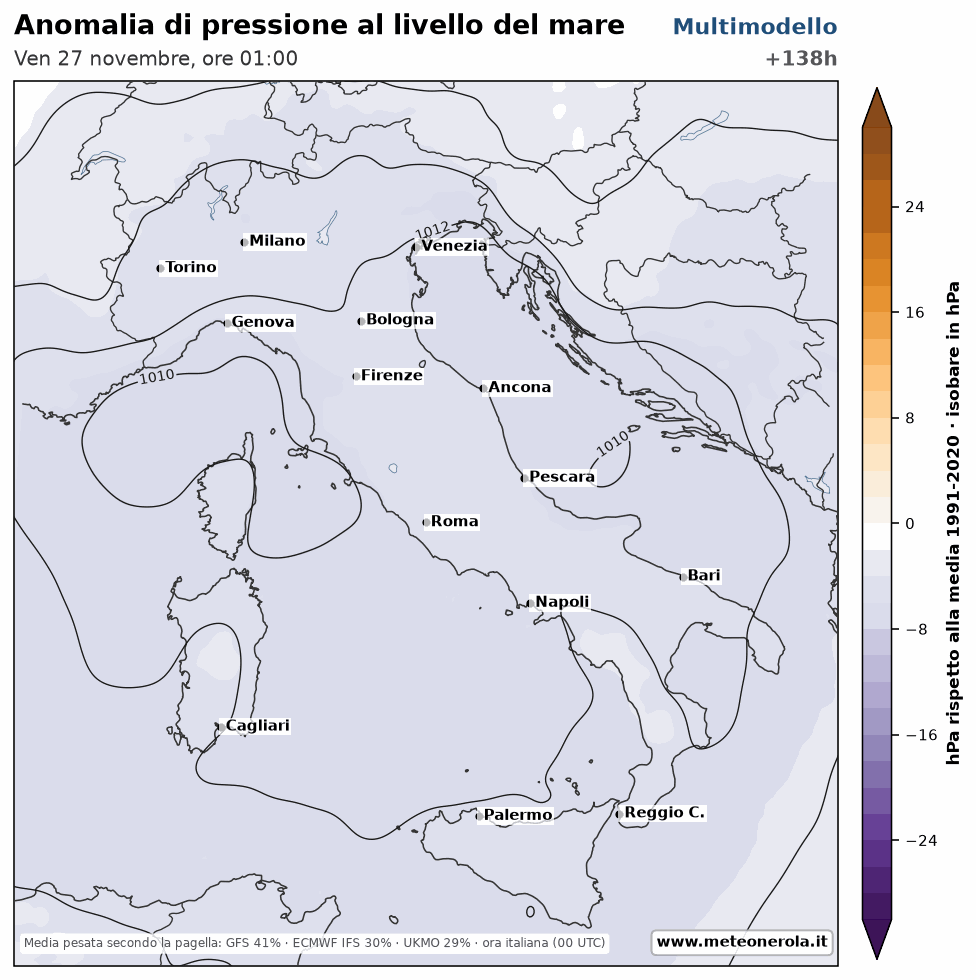 Anomalia di pressione al livello del mare
Multimodello
Ven 27 novembre, ore 01:00
+138h
1012
Venezia
Milano
Torino
Genova
Bologna
1010
Firenze
Ancona
1010
Pescara
Roma
Bari
Napoli
Cagliari
Palermo
Reggio C.
24
16
8
0
−8
−16
−24
hPa rispetto alla media 1991-2020 · isobare in hPa
Media pesata secondo la pagella: GFS 41% · ECMWF IFS 30% · UKMO 29% · ora italiana (00 UTC)
www.meteonerola.it